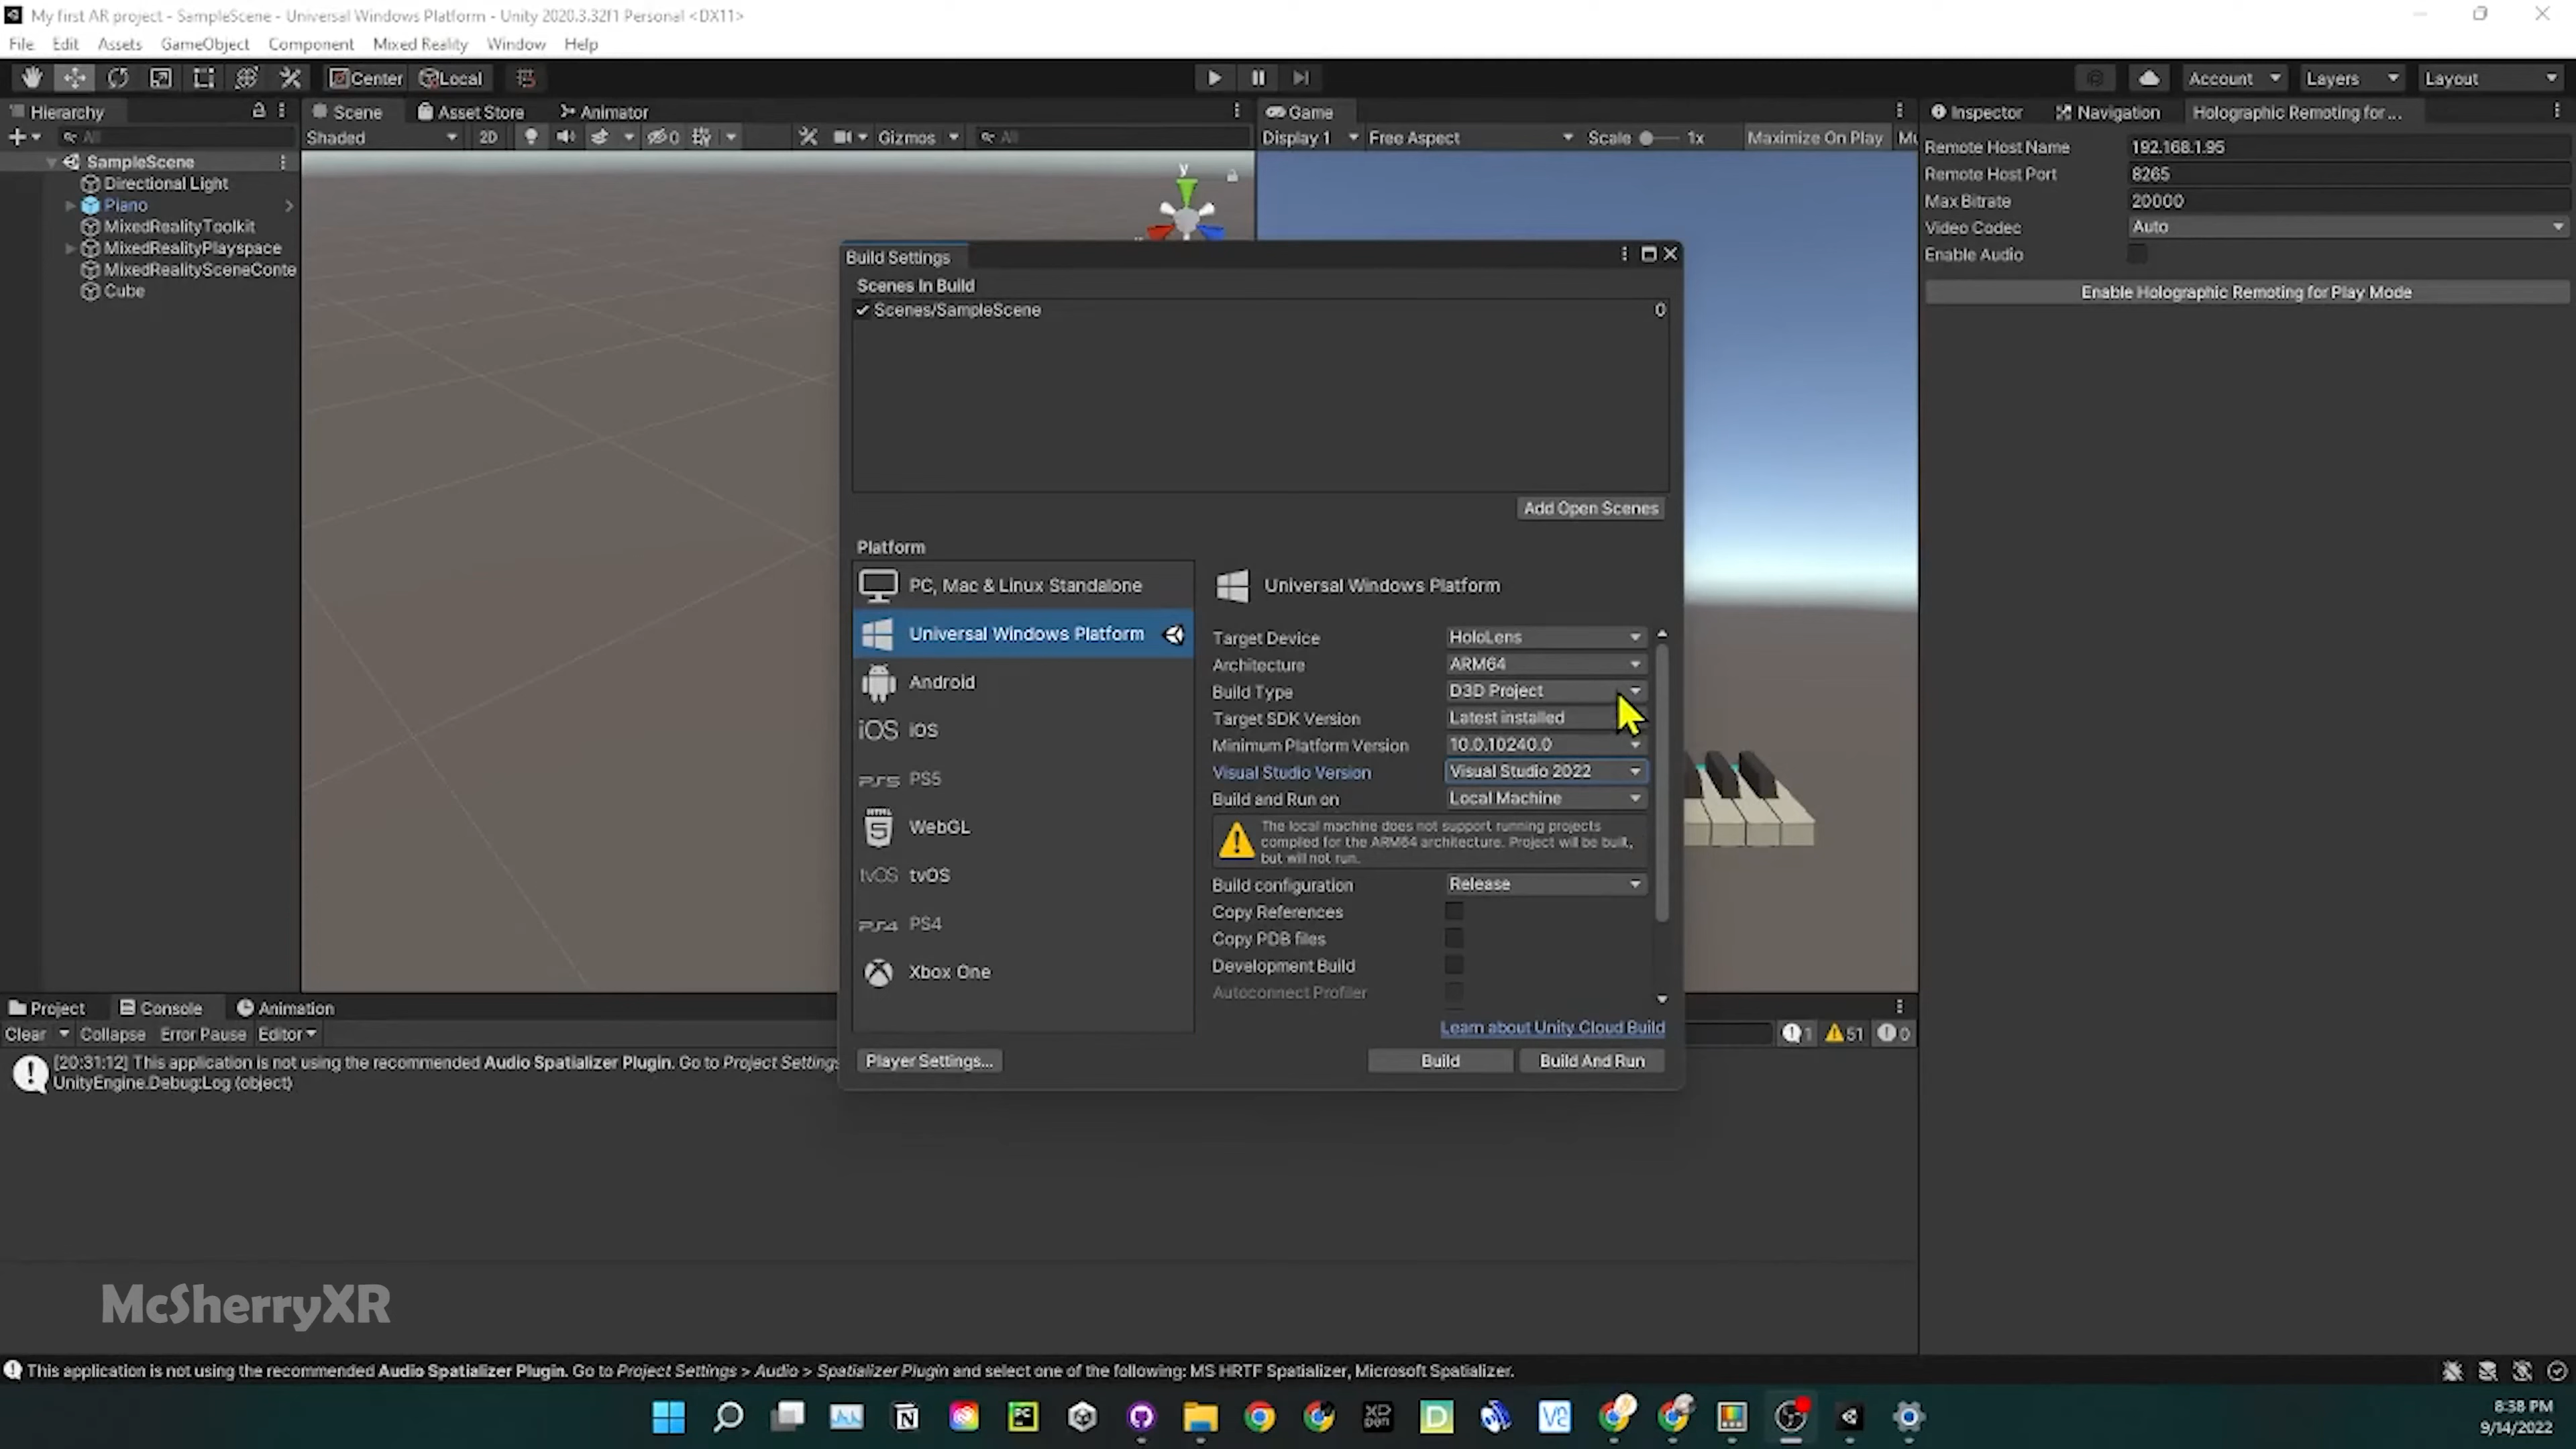 My first AR project - SampleScene - Universal Windows Platform - Unity 2020.3.32f1 Personal <DX11>
File Edit Assets GameObject Component Mixed Reality Window Help
Center Local Account Layers Layout
Hierarchy Scene Asset Store Animator Game Inspector Navigation Holographic Remoting for...
All Shaded 2D 0 Gizmos All Display 1 Free Aspect Scale 1x Maximize On Play Mu
SampleScene
Directional Light
Piano
MixedRealityToolkit
MixedRealityPlayspace
MixedRealitySceneConte
Cube
y
Remote Host Name 192.168.1.95
Remote Host Port 8265
Max Bitrate 20000
Video Codec Auto
Enable Audio
Enable Holographic Remoting for Play Mode
Build Settings
Scenes In Build
Scenes/SampleScene 0
Add Open Scenes
Platform
PC, Mac & Linux Standalone
Universal Windows Platform
Android
iOS iOS
PS5 PS5
HTML 5 WebGL
tvOS tvOS
PS4 PS4
Xbox One
Universal Windows Platform
Target Device HoloLens
Architecture ARM64
Build Type D3D Project
Target SDK Version Latest installed
Minimum Platform Version 10.0.10240.0
Visual Studio Version Visual Studio 2022
Build and Run on Local Machine
The local machine does not support running projects
compiled for the ARM64 architecture. Project will be built,
but will not run.
Build configuration Release
Copy References
Copy PDB files
Development Build
Autoconnect Profiler
Learn about Unity Cloud Build
Player Settings... Build Build And Run
Project Console Animation
Clear Collapse Error Pause Editor 1 51 0
[20:31:12] This application is not using the recommended Audio Spatializer Plugin. Go to Project Settings
UnityEngine.Debug:Log (object)
McSherryXR
This application is not using the recommended Audio Spatializer Plugin. Go to Project Settings > Audio > Spatializer Plugin and select one of the following: MS HRTF Spatializer, Microsoft Spatializer.
8:38 PM
9/14/2022